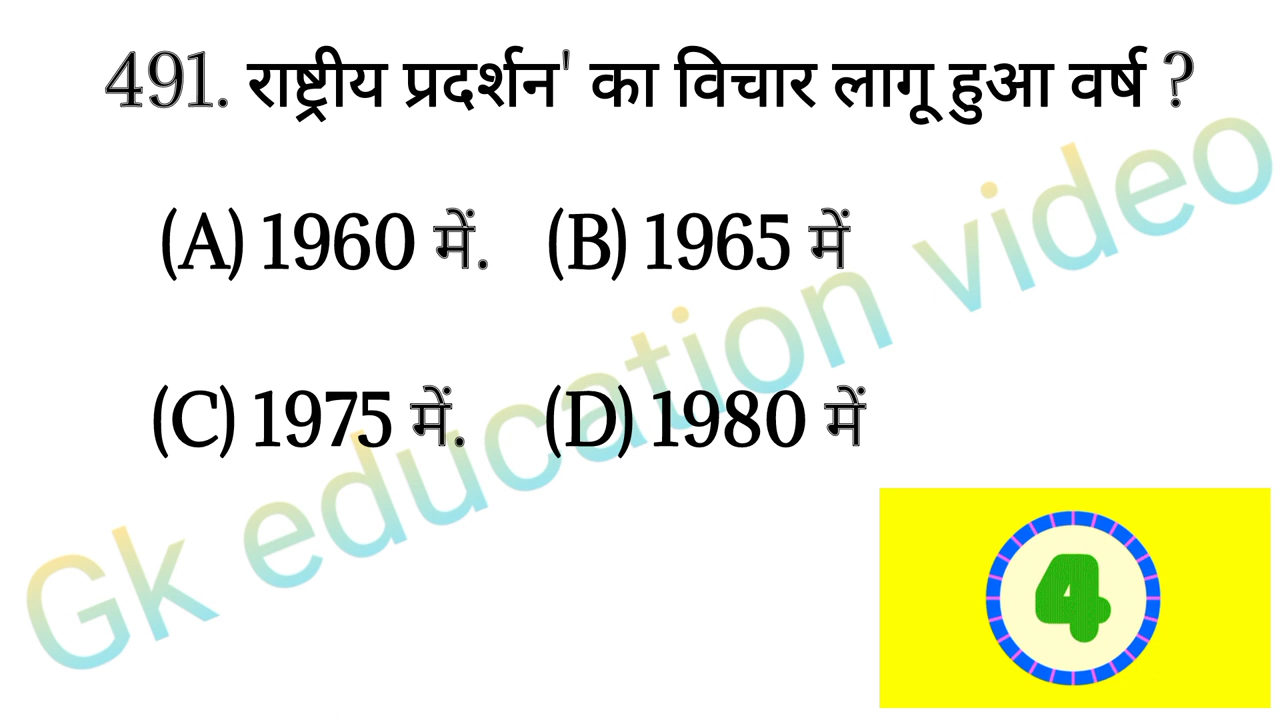 491. राष्ट्रीय प्रदर्शन' का विचार लागू हुआ वर्ष ?
(A) 1960 में. (B) 1965 में
(C) 1975 में. (D) 1980 में
Gk education video
4